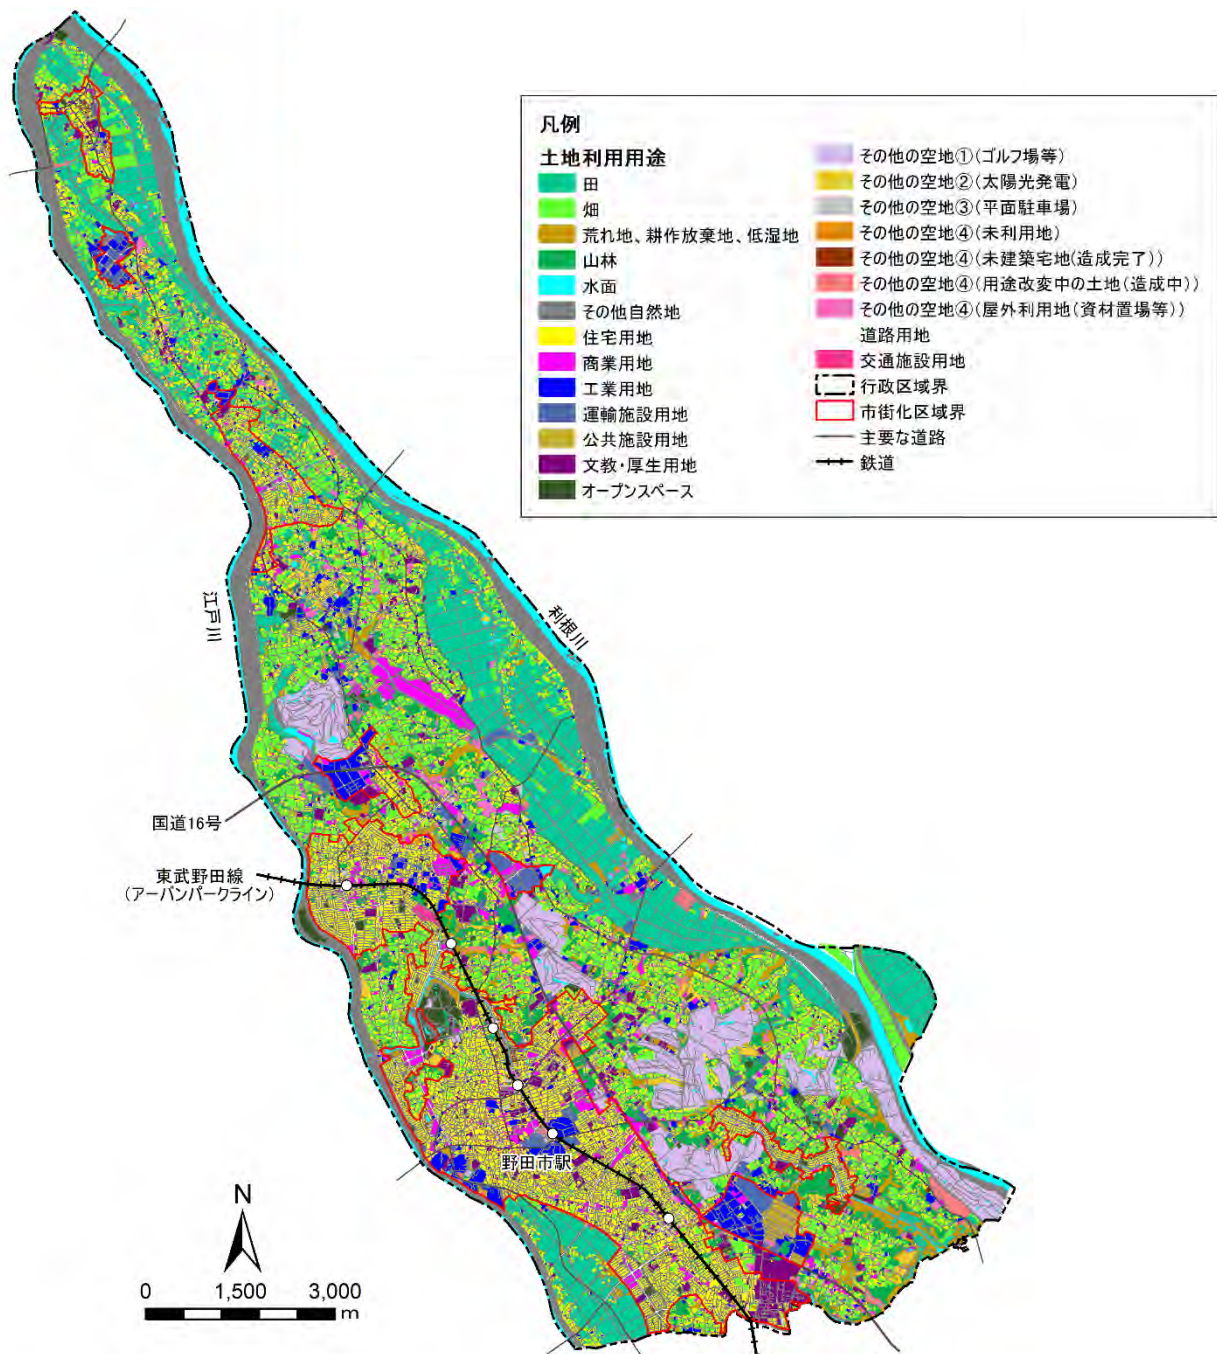 凡例
土地利用用途
田
畑
荒れ地、耕作放棄地、低湿地
山林
水面
その他自然地
住宅用地
商業用地
工業用地
運輸施設用地
公共施設用地
文教・厚生用地
オープンスペース
その他の空地①(ゴルフ場等)
その他の空地②(太陽光発電)
その他の空地③(平面駐車場)
その他の空地④(未利用地)
その他の空地④(未建築宅地(造成完了))
その他の空地④(用途改変中の土地(造成中))
その他の空地④(屋外利用地(資材置場等))
道路用地
交通施設用地
行政区域界
市街化区域界
主要な道路
鉄道
江戸川
利根川
国道16号
東武野田線
(アーバンパークライン)
野田市駅
N
0 1,500 3,000
m